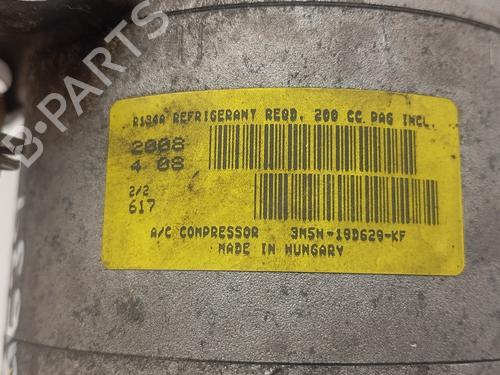 R134A REFRIGERANT REQD. 200 CC PAG INCL.
2008
4 08
2/2
617
A/C COMPRESSOR 3M5H-19D629-KF
MADE IN HUNGARY
B-PARTS